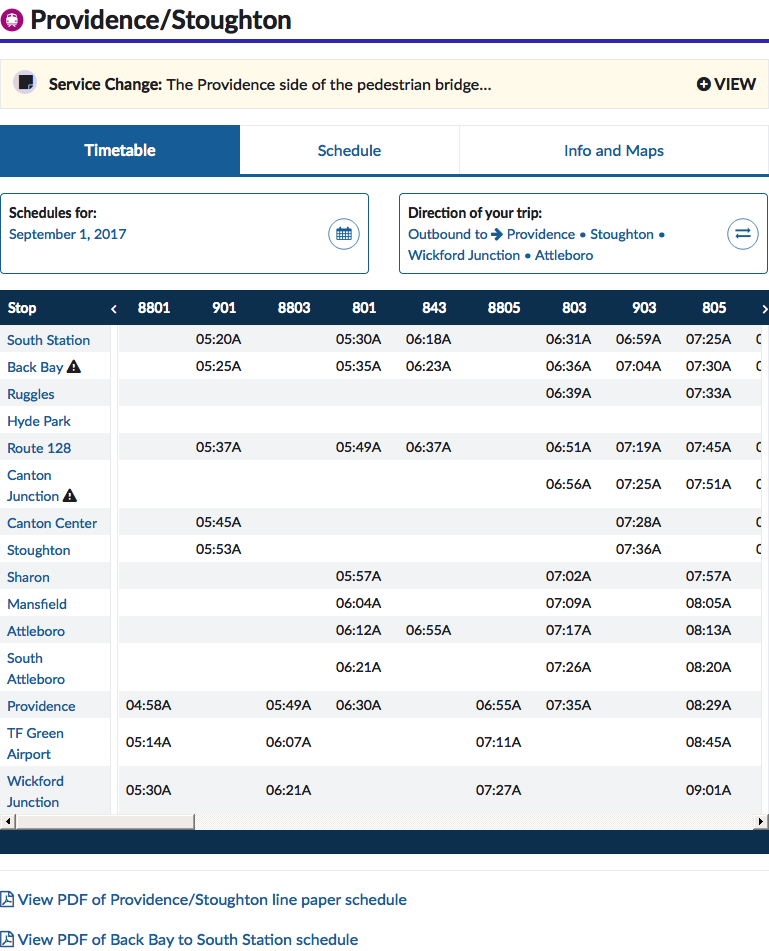 Providence/Stoughton
Service Change: The Providence side of the pedestrian bridge...
VIEW
Timetable
Schedule
Info and Maps
Schedules for:
September 1, 2017
Direction of your trip:
Outbound to → Providence • Stoughton •
Wickford Junction • Attleboro
Stop ‹ 8801 901 8803 801 843 8805 803 903 805 ›
South Station 05:20A 05:30A 06:18A 06:31A 06:59A 07:25A
Back Bay 05:25A 05:35A 06:23A 06:36A 07:04A 07:30A
Ruggles 06:39A 07:33A
Hyde Park
Route 128 05:37A 05:49A 06:37A 06:51A 07:19A 07:45A
Canton
Junction 06:56A 07:25A 07:51A
Canton Center 05:45A 07:28A
Stoughton 05:53A 07:36A
Sharon 05:57A 07:02A 07:57A
Mansfield 06:04A 07:09A 08:05A
Attleboro 06:12A 06:55A 07:17A 08:13A
South
Attleboro 06:21A 07:26A 08:20A
Providence 04:58A 05:49A 06:30A 06:55A 07:35A 08:29A
TF Green
Airport 05:14A 06:07A 07:11A 08:45A
Wickford
Junction 05:30A 06:21A 07:27A 09:01A
View PDF of Providence/Stoughton line paper schedule
View PDF of Back Bay to South Station schedule